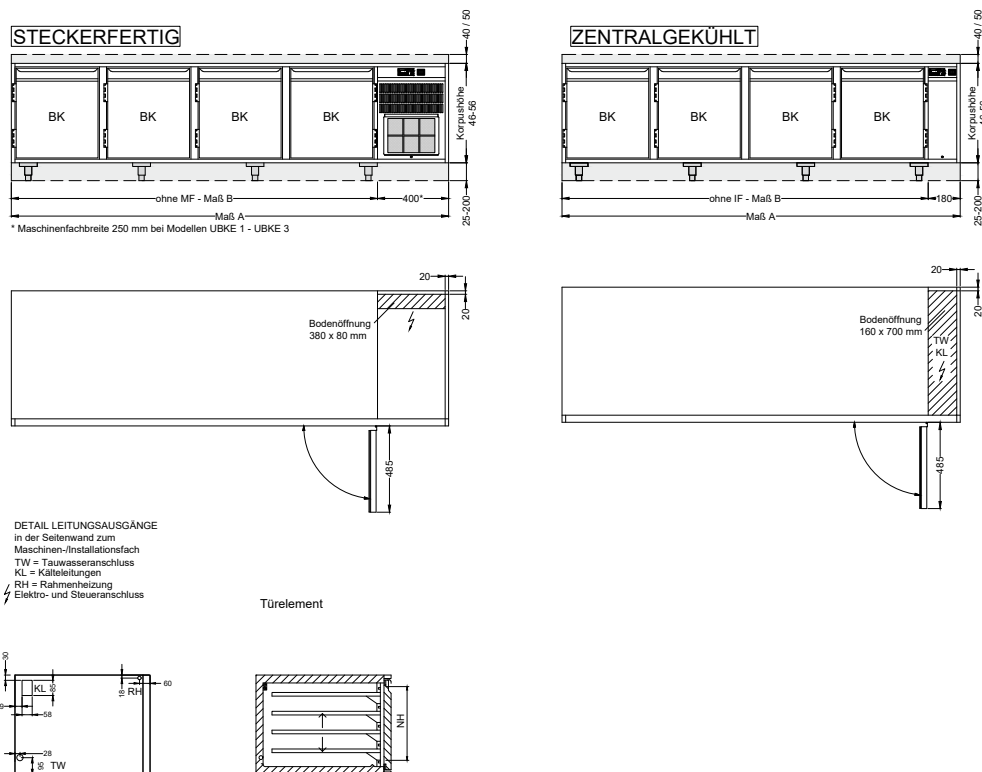 STECKERFERTIG
40 / 50
BK BK BK BK
Korpushöhe
46-56
ohne MF - Maß B
400*
25-200
Maß A
* Maschinenfachbreite 250 mm bei Modellen UBKE 1 - UBKE 3
ZENTRALGEKÜHLT
40 / 50
BK BK BK BK
Korpushöhe
ohne IF - Maß B
180
25-200
Maß A
20
20
Bodenöffnung
380 x 80 mm
485
20
20
Bodenöffnung
160 x 700 mm
TW
KL
485
DETAIL LEITUNGSAUSGÄNGE
in der Seitenwand zum
Maschinen-/Installationsfach
TW = Tauwasseranschluss
KL = Kälteleitungen
RH = Rahmenheizung
Elektro- und Steueranschluss
Türelement
30
KL
85
58
18
RH
60
28
95
TW
NH